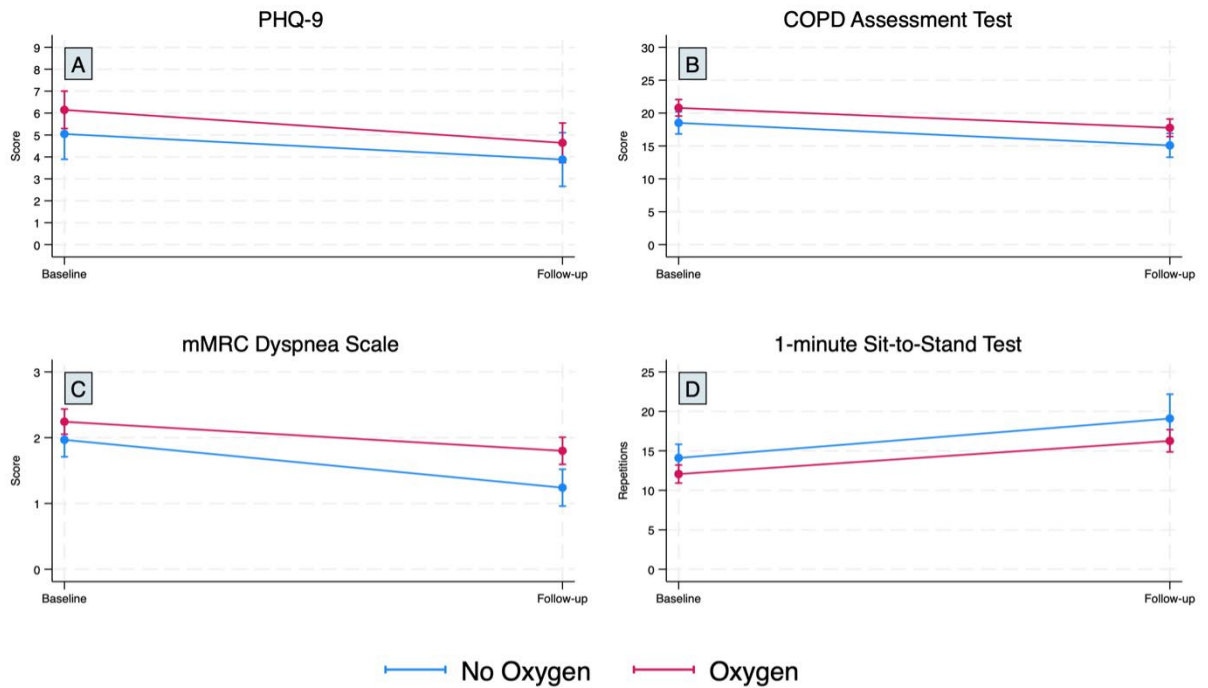 PHQ-9
A
9
8
7
6
5
4
3
2
1
0
Score
Baseline
Follow-up
COPD Assessment Test
B
30
25
20
15
10
5
0
Score
Baseline
Follow-up
mMRC Dyspnea Scale
C
3
2
1
0
Score
Baseline
Follow-up
1-minute Sit-to-Stand Test
D
25
20
15
10
5
0
Repetitions
Baseline
Follow-up
No Oxygen
Oxygen